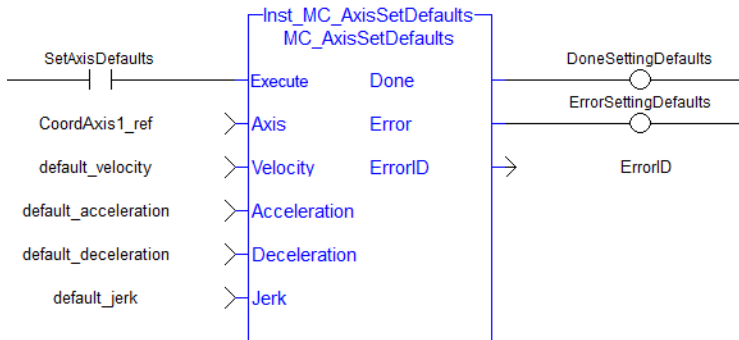 Inst_MC_AxisSetDefaults
MC_AxisSetDefaults
SetAxisDefaults
DoneSettingDefaults
Execute Done
ErrorSettingDefaults
CoordAxis1_ref Axis Error
default_velocity Velocity ErrorID ErrorID
default_acceleration Acceleration
default_deceleration Deceleration
default_jerk Jerk